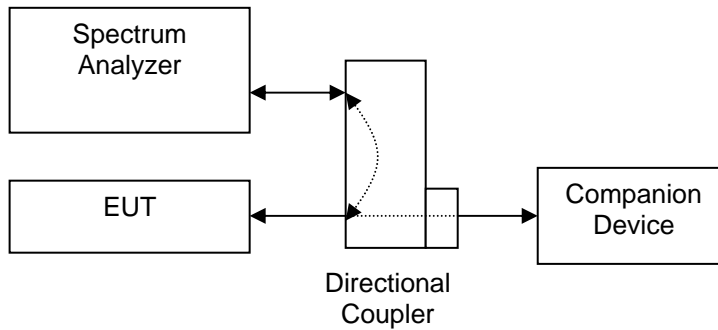 Spectrum
Analyzer
EUT
Companion
Device
Directional
Coupler